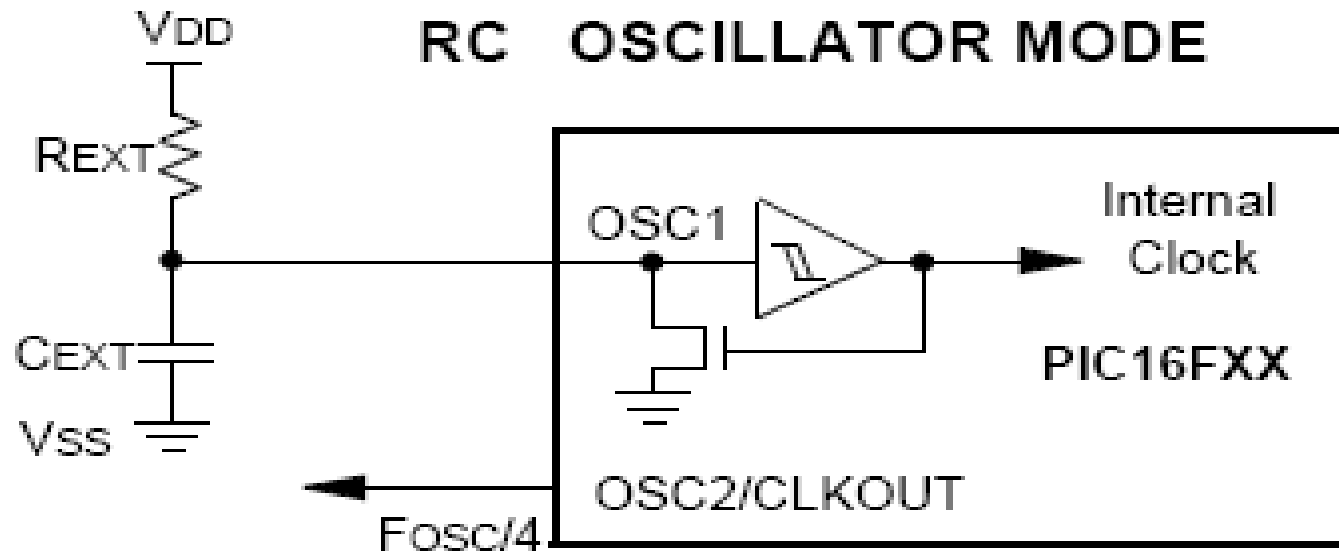 VDD
RC OSCILLATOR MODE
REXT
OSC1
Internal
Clock
CEXT
PIC16FXX
VSS
OSC2/CLKOUT
FOSC/4